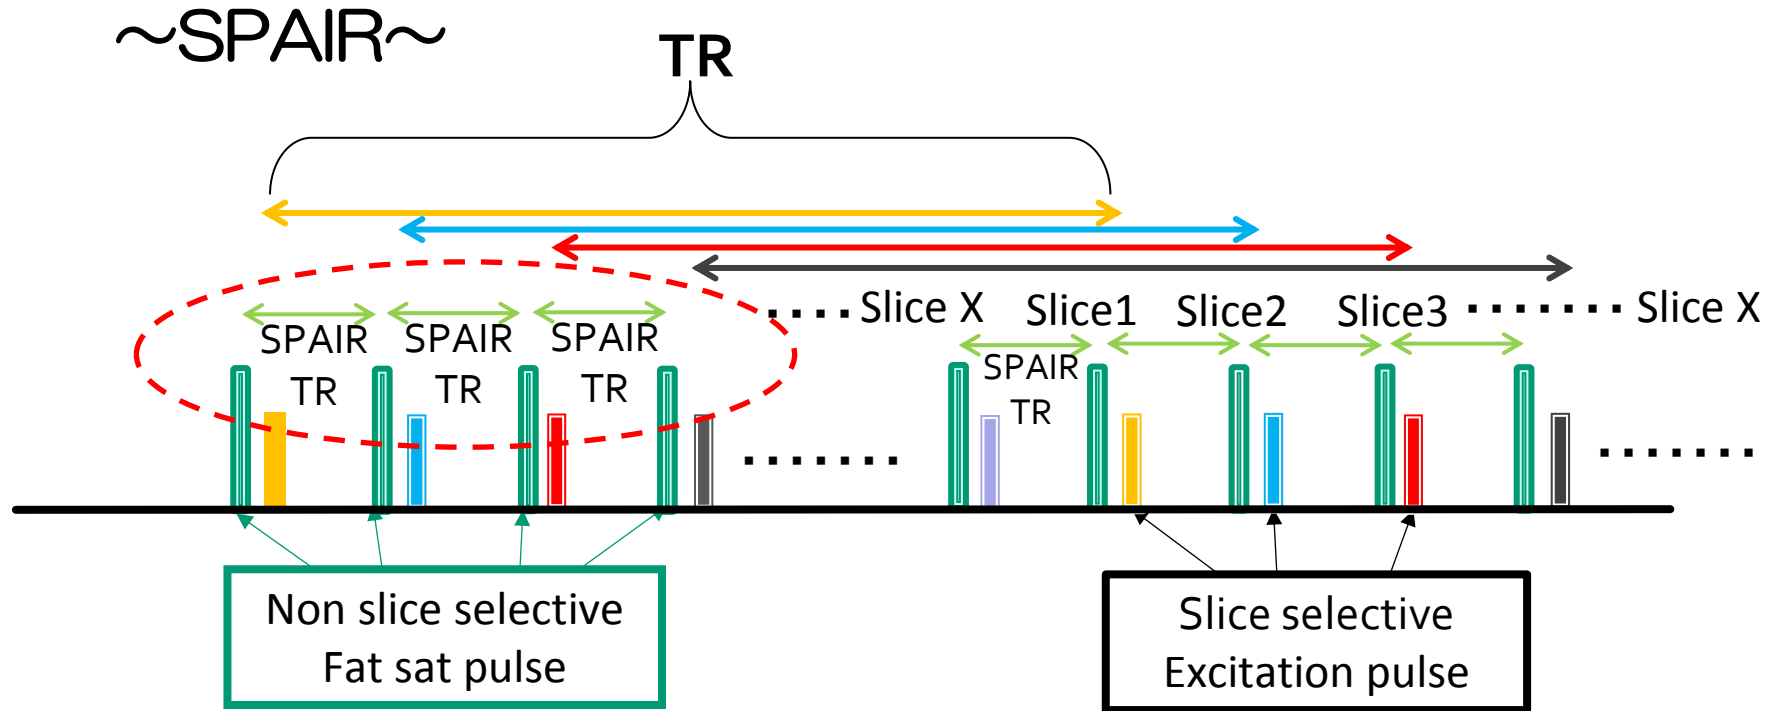 ~SPAIR~
TR
SPAIR
TR
SPAIR
TR
SPAIR
TR
Slice X
Slice1
Slice2
Slice3
Slice X
SPAIR
TR
Non slice selective
Fat sat pulse
Slice selective
Excitation pulse